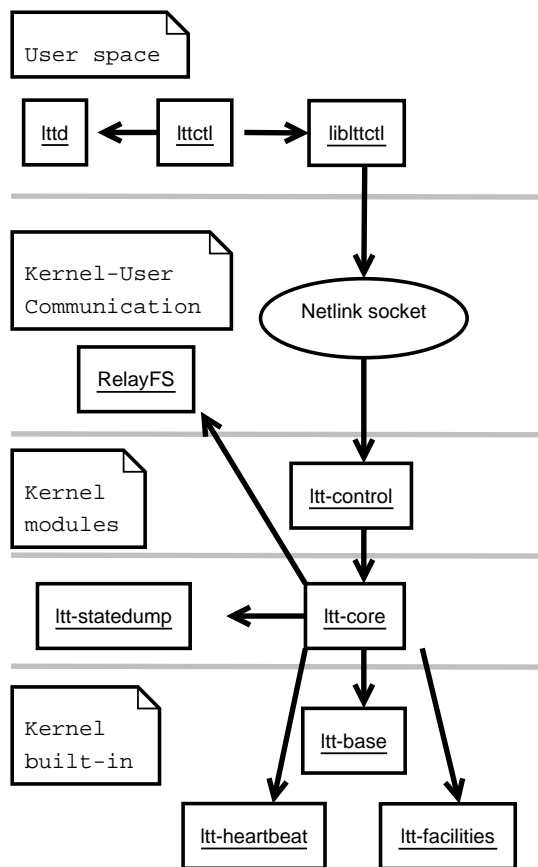 User space
lttd
lttctl
liblttctl
Kernel-User
Communication
Netlink socket
RelayFS
Kernel
modules
ltt-control
ltt-statedump
ltt-core
Kernel
built-in
ltt-base
ltt-heartbeat
ltt-facilities